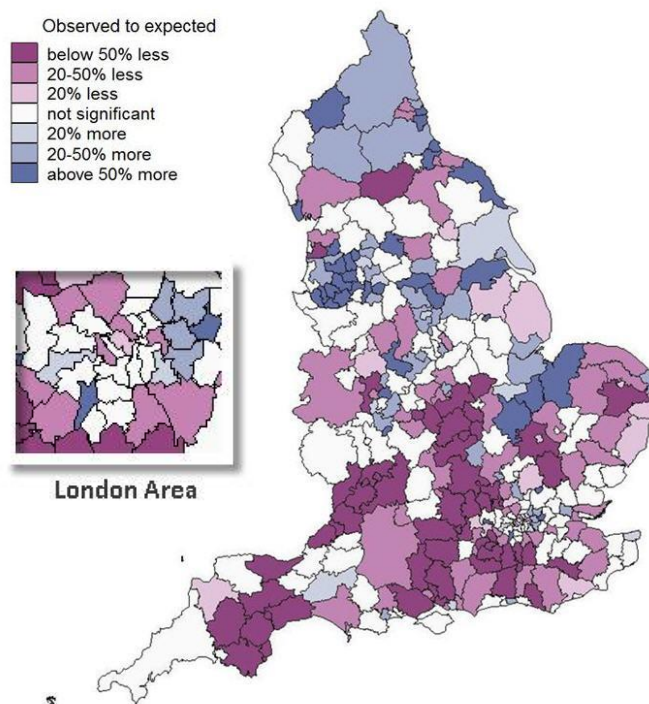 Observed to expected
below 50% less
20-50% less
20% less
not significant
20% more
20-50% more
above 50% more
London Area